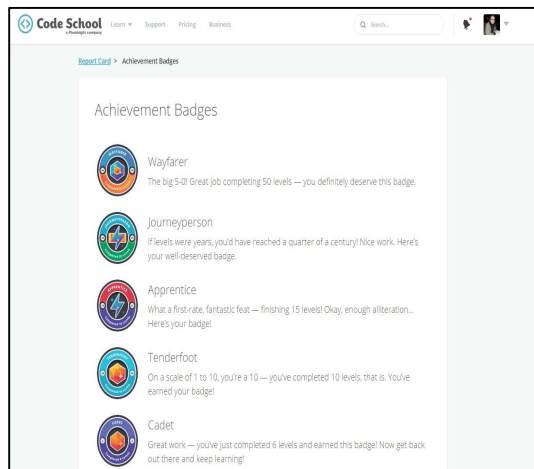 Code School
a Pluralsight company
Learn Support Pricing Business
Search...
Report Card > Achievement Badges
Achievement Badges
WAYFARER
Wayfarer
The big 5-0! Great job completing 50 levels — you definitely deserve this badge.
JOURNEYPERSON
Journeyperson
If levels were years, you'd have reached a quarter of a century! Nice work. Here's
your well-deserved badge.
APPRENTICE
Apprentice
What a first-rate, fantastic feat — finishing 15 levels! Okay, enough alliteration...
Here's your badge!
TENDERFOOT
Tenderfoot
On a scale of 1 to 10, you're a 10 — you've completed 10 levels, that is. You've
earned your badge!
CADET
Cadet
Great work — you've just completed 6 levels and earned this badge! Now get back
out there and keep learning!